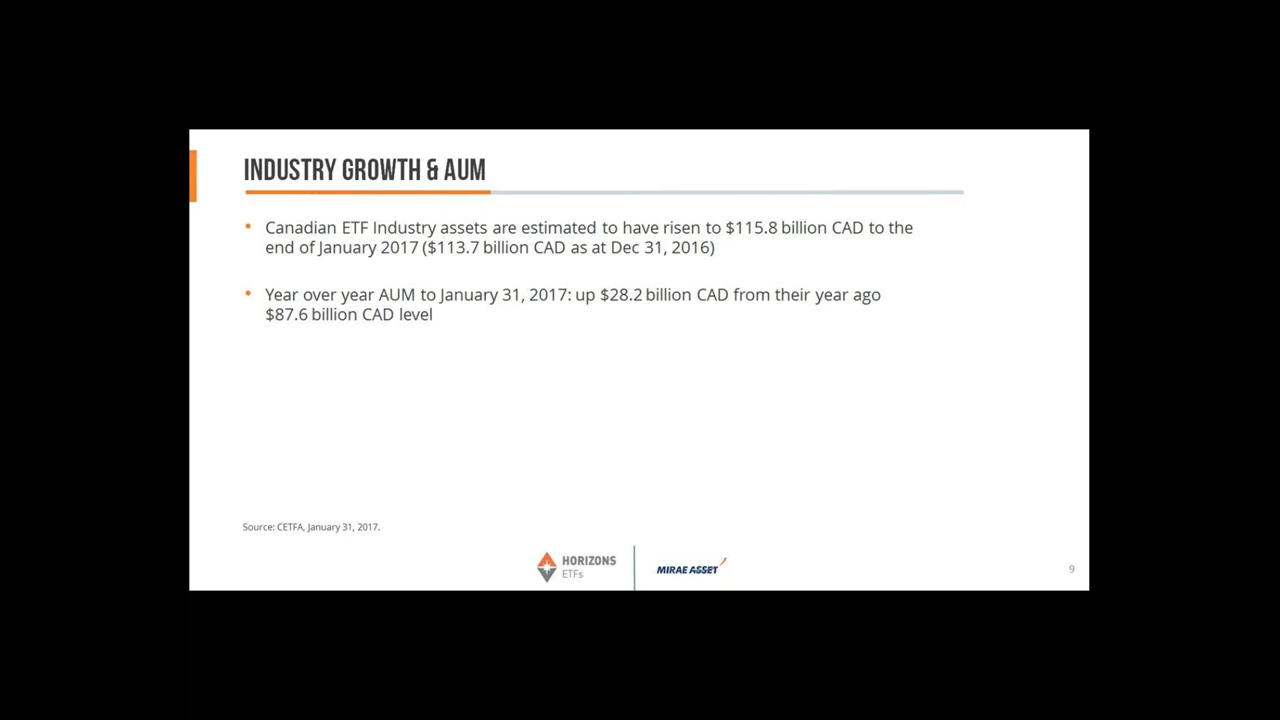 INDUSTRY GROWTH & AUM
• Canadian ETF Industry assets are estimated to have risen to $115.8 billion CAD to the
end of January 2017 ($113.7 billion CAD as at Dec 31, 2016)
• Year over year AUM to January 31, 2017: up $28.2 billion CAD from their year ago
$87.6 billion CAD level
Source: CETFA, January 31, 2017.
HORIZONS
ETFs
MIRAE ASSET
9